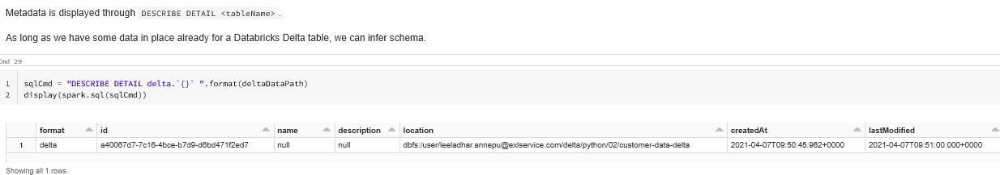 Metadata is displayed through DESCRIBE DETAIL <tableName> .
As long as we have some data in place already for a Databricks Delta table, we can infer schema.
Cmd 29
1 sqlCmd = "DESCRIBE DETAIL delta.`{}` ".format(deltaDataPath)
2 display(spark.sql(sqlCmd))
format id name description location createdAt lastModified
1 delta a40067d7-7c16-4bce-b7d9-d6bd471f2ed7 null null dbfs:/user/leeladhar.annepu@exlservice.com/delta/python/02/customer-data-delta 2021-04-07T09:50:45.962+0000 2021-04-07T09:51:00.000+0000
Showing all 1 rows.